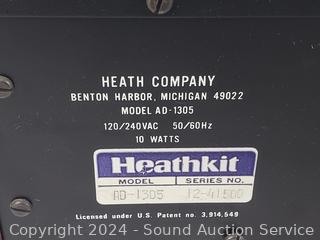 HEATH COMPANY
BENTON HARBOR, MICHIGAN 49022
MODEL AD-1305
120/240VAC 50/60Hz
10 WATTS
Heathkit
MODEL SERIES NO.
AD-1305 12-41500
Licensed under U.S. Patent no. 3,914,549
Copyright 2024 - Sound Auction Service